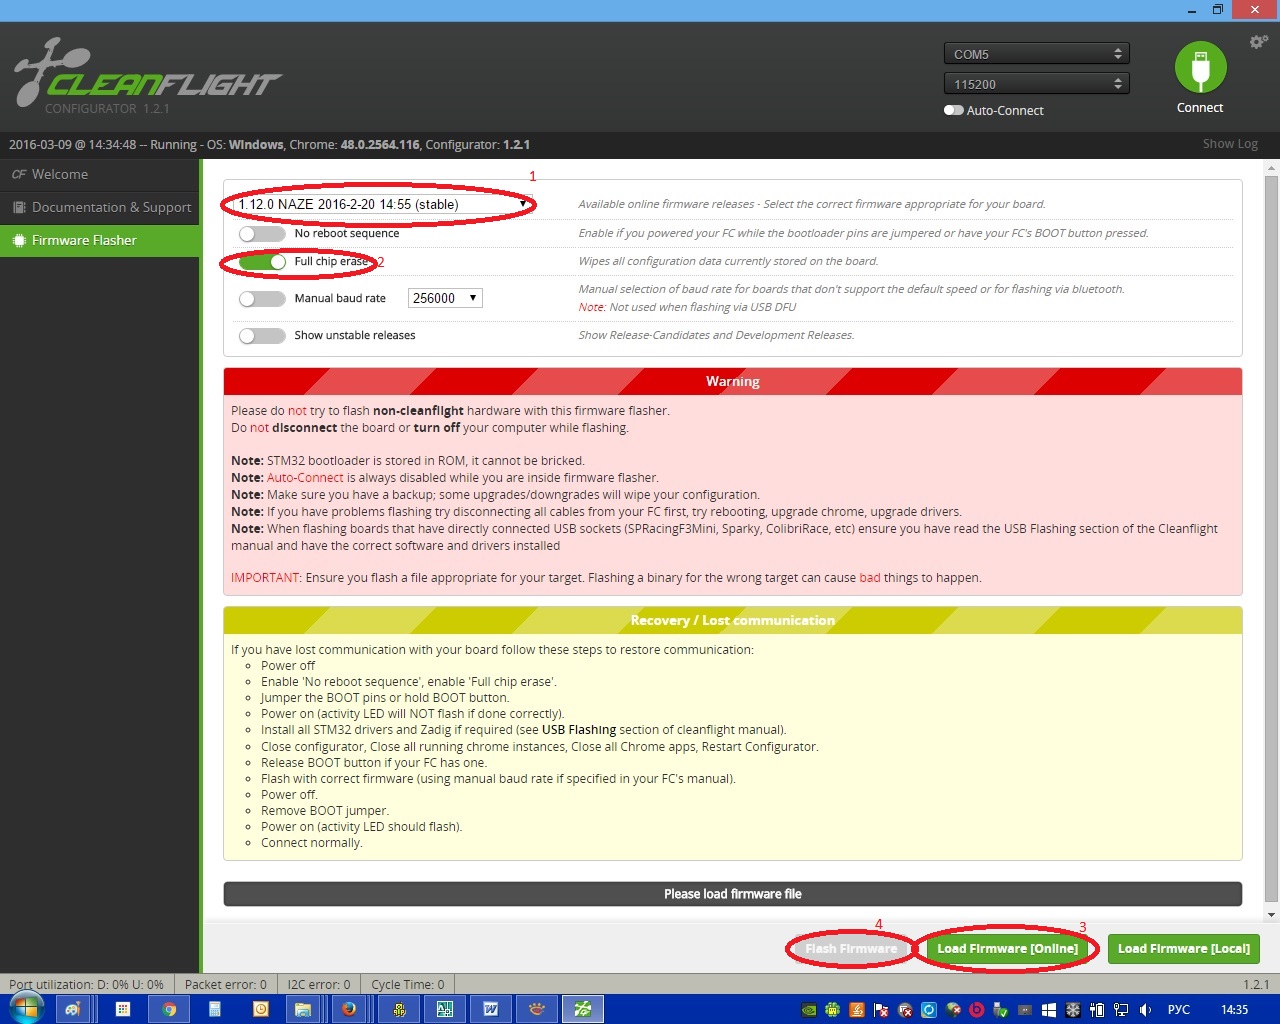 CLEANFLIGHT
CONFIGURATOR 1.2.1
COM5
115200
Auto-Connect
Connect
2016-03-09 @ 14:34:48 -- Running - OS: Windows, Chrome: 48.0.2564.116, Configurator: 1.2.1
Show Log
CF Welcome
Documentation & Support
Firmware Flasher
1
1.12.0 NAZE 2016-2-20 14:55 (stable)
Available online firmware releases - Select the correct firmware appropriate for your board.
No reboot sequence
Enable if you powered your FC while the bootloader pins are jumpered or have your FC's BOOT button pressed.
Full chip erase
2
Wipes all configuration data currently stored on the board.
Manual baud rate
256000
Manual selection of baud rate for boards that don't support the default speed or for flashing via bluetooth.
Note: Not used when flashing via USB DFU
Show unstable releases
Show Release-Candidates and Development Releases.
Warning
Please do not try to flash non-cleanflight hardware with this firmware flasher.
Do not disconnect the board or turn off your computer while flashing.
Note: STM32 bootloader is stored in ROM, it cannot be bricked.
Note: Auto-Connect is always disabled while you are inside firmware flasher.
Note: Make sure you have a backup; some upgrades/downgrades will wipe your configuration.
Note: If you have problems flashing try disconnecting all cables from your FC first, try rebooting, upgrade chrome, upgrade drivers.
Note: When flashing boards that have directly connected USB sockets (SPRacingF3Mini, Sparky, ColibriRace, etc) ensure you have read the USB Flashing section of the Cleanflight
manual and have the correct software and drivers installed
IMPORTANT: Ensure you flash a file appropriate for your target. Flashing a binary for the wrong target can cause bad things to happen.
Recovery / Lost communication
If you have lost communication with your board follow these steps to restore communication:
Power off
Enable 'No reboot sequence', enable 'Full chip erase'.
Jumper the BOOT pins or hold BOOT button.
Power on (activity LED will NOT flash if done correctly).
Install all STM32 drivers and Zadig if required (see USB Flashing section of cleanflight manual).
Close configurator, Close all running chrome instances, Close all Chrome apps, Restart Configurator.
Release BOOT button if your FC has one.
Flash with correct firmware (using manual baud rate if specified in your FC's manual).
Power off.
Remove BOOT jumper.
Power on (activity LED should flash).
Connect normally.
Please load firmware file
4
3
Flash Firmware
Load Firmware [Online]
Load Firmware [Local]
Port utilization: D: 0% U: 0%
Packet error: 0
I2C error: 0
Cycle Time: 0
1.2.1
РУС
14:35